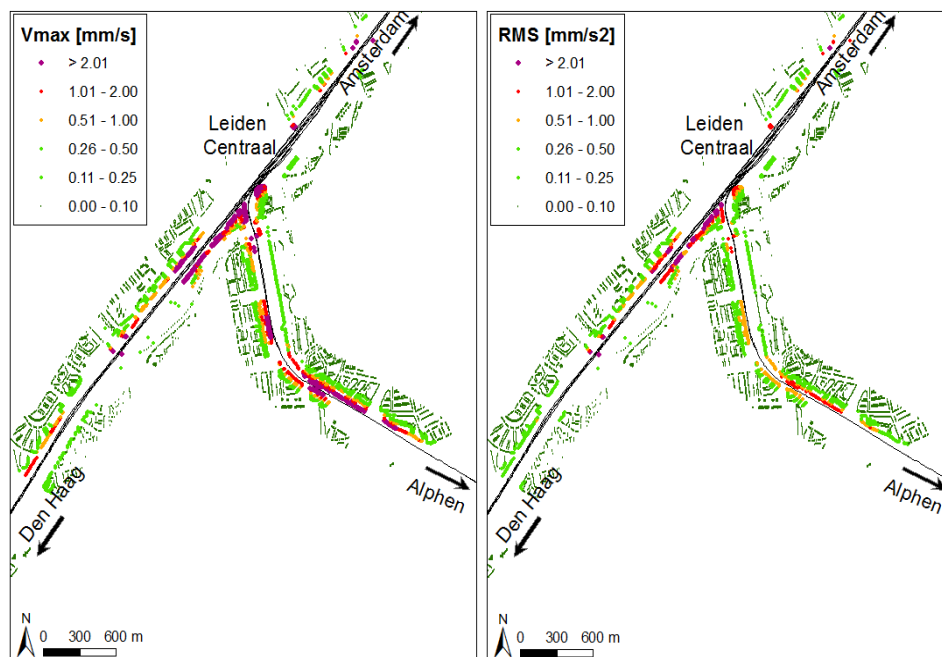 Vmax [mm/s]
> 2.01
1.01 - 2.00
0.51 - 1.00
0.26 - 0.50
0.11 - 0.25
0.00 - 0.10
Amsterdam
Leiden
Centraal
Alphen
Den Haag
N
0 300 600 m
RMS [mm/s2]
> 2.01
1.01 - 2.00
0.51 - 1.00
0.26 - 0.50
0.11 - 0.25
0.00 - 0.10
Amsterdam
Leiden
Centraal
Alphen
Den Haag
N
0 300 600 m